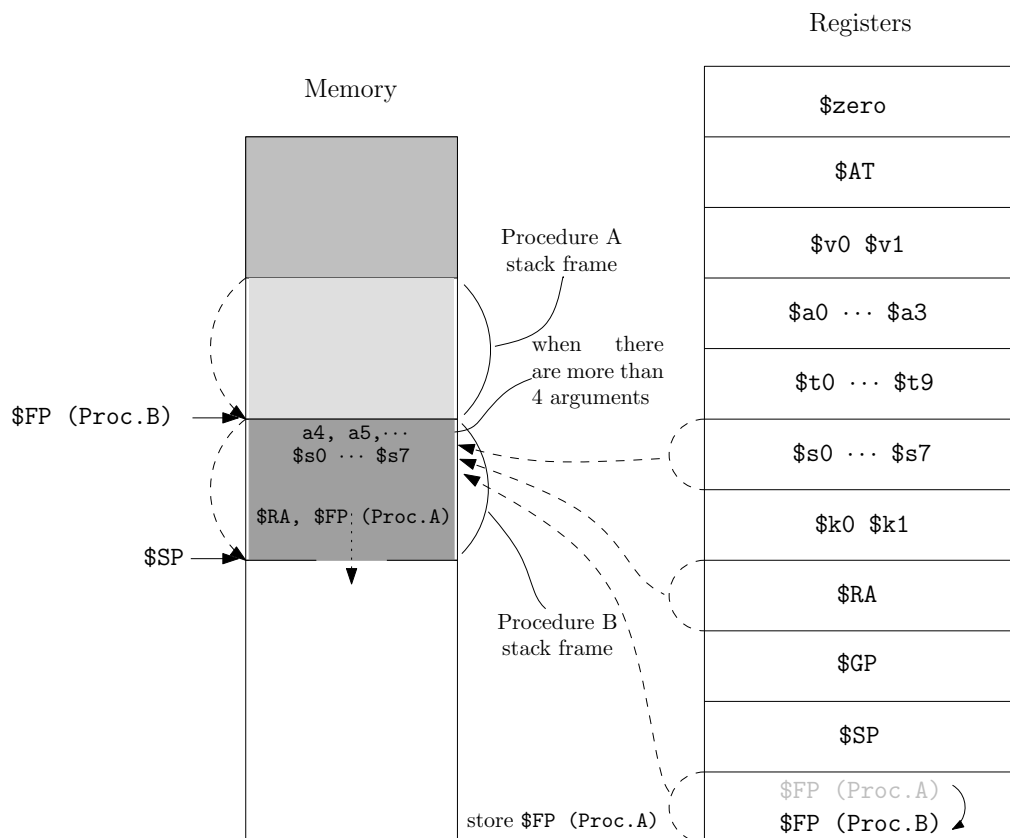 Registers
Memory
$zero
$AT
$v0 $v1
Procedure A
stack frame
$a0 ··· $a3
when there
are more than
4 arguments
$t0 ··· $t9
$FP (Proc.B)
a4, a5,···
$s0 ··· $s7
$s0 ··· $s7
$RA, $FP (Proc.A)
$k0 $k1
$SP
$RA
Procedure B
stack frame
$GP
$SP
$FP (Proc.A)
store $FP (Proc.A)
$FP (Proc.B)